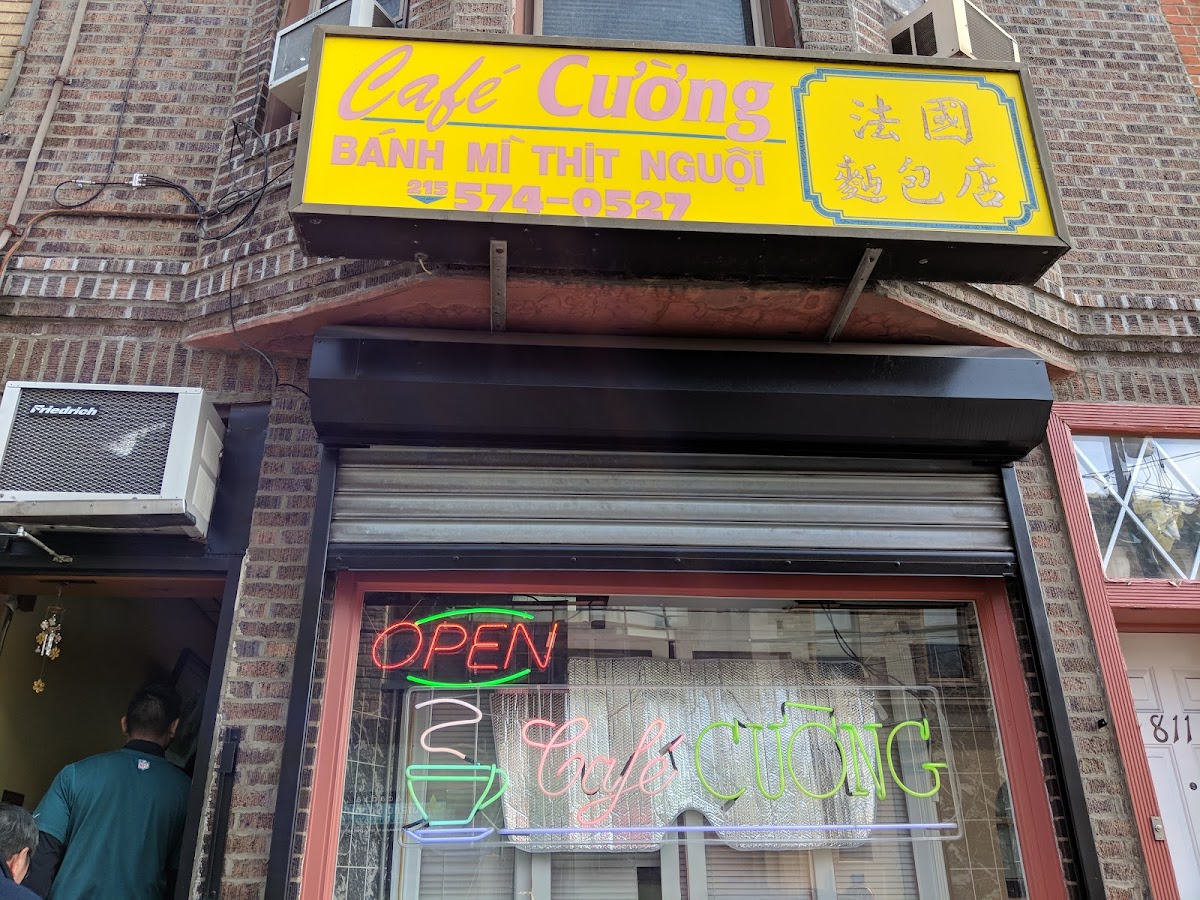 Café Cường
BÁNH MÌ THỊT NGUỘI
215 574-0527
法國
麵包店
Friedrich
OPEN
Café CƯỜNG
811